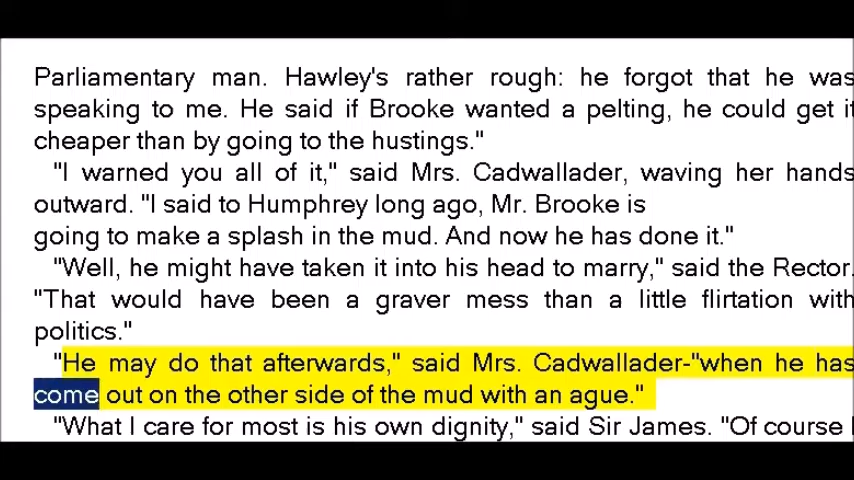 Parliamentary man. Hawley's rather rough: he forgot that he was
speaking to me. He said if Brooke wanted a pelting, he could get it
cheaper than by going to the hustings."
"I warned you all of it," said Mrs. Cadwallader, waving her hands
outward. "I said to Humphrey long ago, Mr. Brooke is
going to make a splash in the mud. And now he has done it."
"Well, he might have taken it into his head to marry," said the Rector.
"That would have been a graver mess than a little flirtation with
politics."
"He may do that afterwards," said Mrs. Cadwallader-"when he has
come out on the other side of the mud with an ague."
"What I care for most is his own dignity," said Sir James. "Of course I